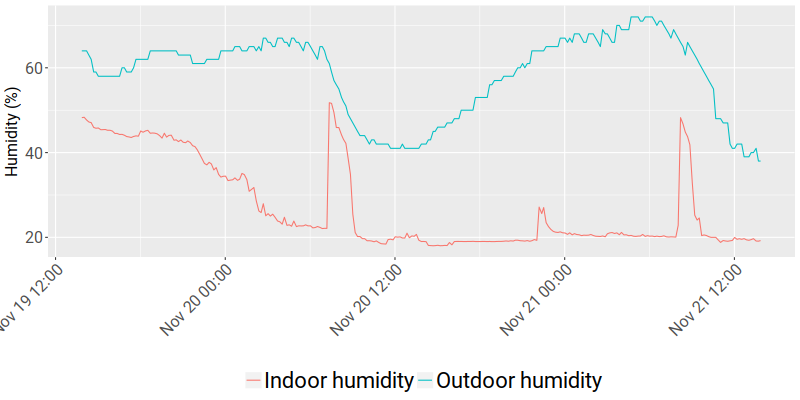 Humidity (%)
60
40
20
Nov 19 12:00
Nov 20 00:00
Nov 20 12:00
Nov 21 00:00
Nov 21 12:00
Indoor humidity
Outdoor humidity